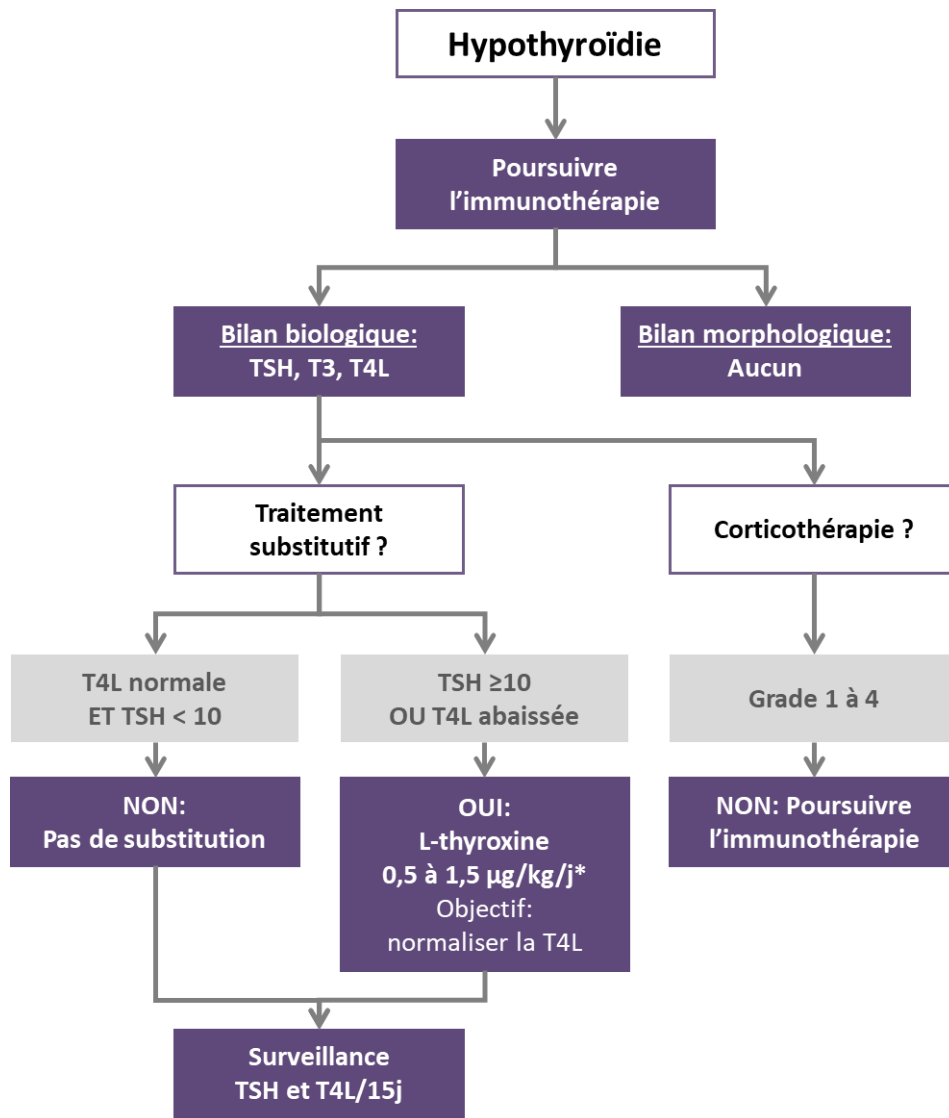 Hypothyroïdie
Poursuivre
l’immunothérapie
Bilan biologique:
TSH, T3, T4L
Bilan morphologique:
Aucun
Traitement
substitutif ?
Corticothérapie ?
T4L normale
ET TSH < 10
TSH ≥10
OU T4L abaissée
Grade 1 à 4
NON:
Pas de substitution
OUI:
L-thyroxine
0,5 à 1,5 µg/kg/j*
Objectif:
normaliser la T4L
NON: Poursuivre
l’immunothérapie
Surveillance
TSH et T4L/15j